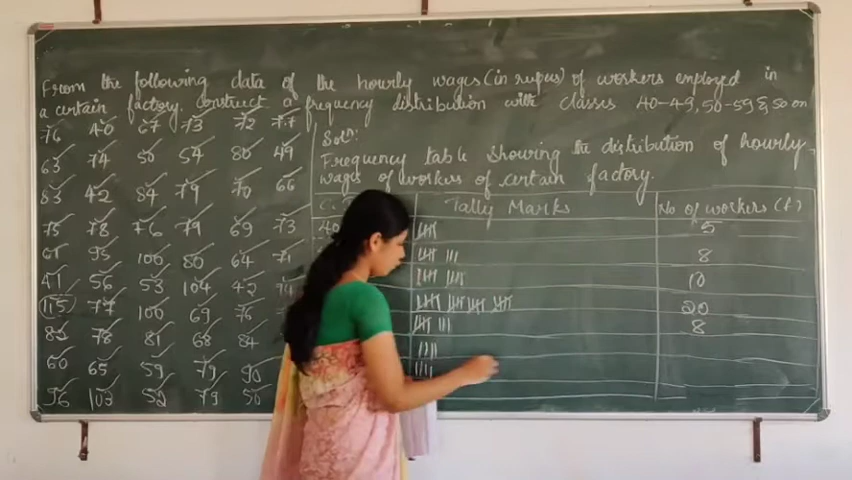 From the following data of the hourly wages (in rupus) of workers employed in
a certain factory. construct a frequency distribution with classes 40-49, 50-59 & so on
76 40 67 73 72 77
63 74 50 54 80 49
83 42 84 79 70 66
75 78 76 79 69 73
95 100 80 64 71
41 56 53 104 42
115 77 100 69 76
82 78 81 68 84
60 65 59 79 90
96 103 52 79 50
Soln:
Frequency table showing the distribution of hourly
wages of workers of certain factory.
Tally Marks No of workers (f)
5
8
10
20
8